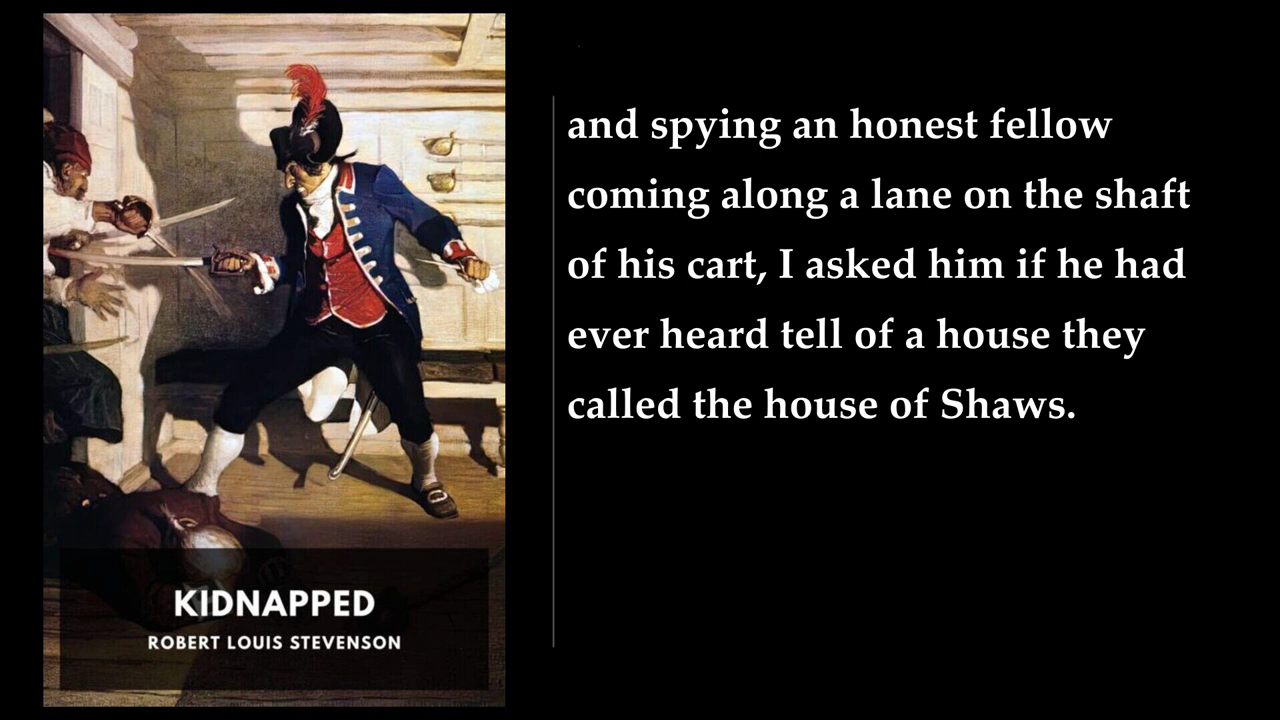 and spying an honest fellow
coming along a lane on the shaft
of his cart, I asked him if he had
ever heard tell of a house they
called the house of Shaws.
KIDNAPPED
ROBERT LOUIS STEVENSON